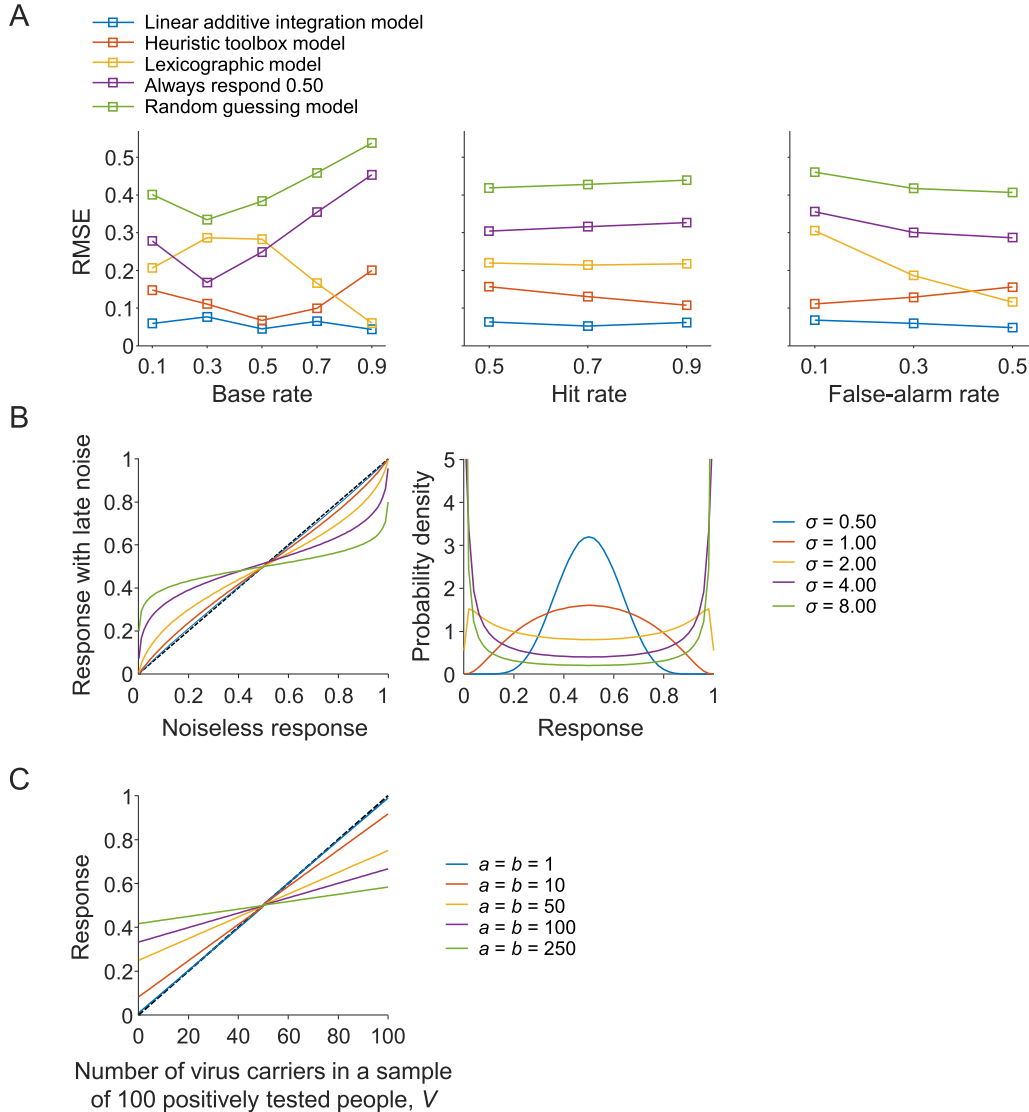 A
Linear additive integration model
Heuristic toolbox model
Lexicographic model
Always respond 0.50
Random guessing model
RMSE
0.5
0.4
0.3
0.2
0.1
0
0.1 0.3 0.5 0.7 0.9
Base rate
0.5 0.7 0.9
Hit rate
0.1 0.3 0.5
False-alarm rate
B
Response with late noise
1
0.8
0.6
0.4
0.2
0
0 0.2 0.4 0.6 0.8 1
Noiseless response
Probability density
5
4
3
2
1
0
0 0.2 0.4 0.6 0.8 1
Response
σ = 0.50
σ = 1.00
σ = 2.00
σ = 4.00
σ = 8.00
C
Response
1
0.8
0.6
0.4
0.2
0
0 20 40 60 80 100
Number of virus carriers in a sample
of 100 positively tested people, V
a = b = 1
a = b = 10
a = b = 50
a = b = 100
a = b = 250